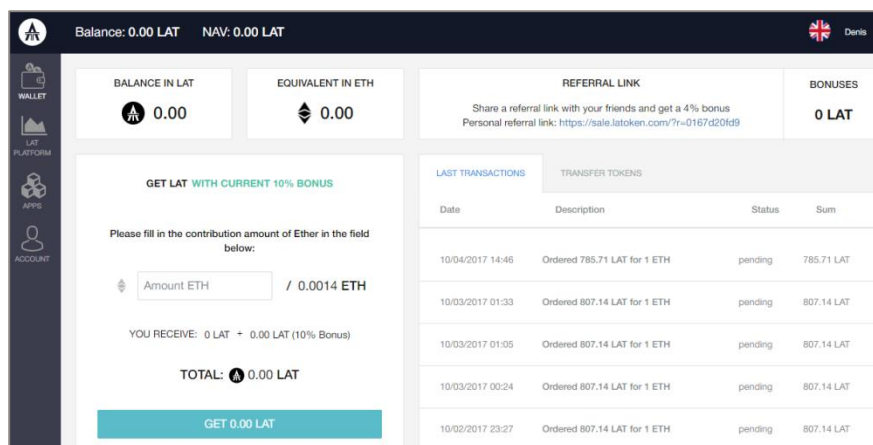 Balance: 0.00 LAT NAV: 0.00 LAT
Denis
WALLET
LAT
PLATFORM
APPS
ACCOUNT
BALANCE IN LAT
0.00
EQUIVALENT IN ETH
0.00
REFERRAL LINK
Share a referral link with your friends and get a 4% bonus
Personal referral link: https://sale.latoken.com/?r=0167d20fd9
BONUSES
0 LAT
GET LAT WITH CURRENT 10% BONUS
Please fill in the contribution amount of Ether in the field
below:
Amount ETH / 0.0014 ETH
YOU RECEIVE: 0 LAT + 0.00 LAT (10% Bonus)
TOTAL: 0.00 LAT
GET 0.00 LAT
LAST TRANSACTIONS TRANSFER TOKENS
Date Description Status Sum
10/04/2017 14:46 Ordered 785.71 LAT for 1 ETH pending 785.71 LAT
10/03/2017 01:33 Ordered 807.14 LAT for 1 ETH pending 807.14 LAT
10/03/2017 01:05 Ordered 807.14 LAT for 1 ETH pending 807.14 LAT
10/03/2017 00:24 Ordered 807.14 LAT for 1 ETH pending 807.14 LAT
10/02/2017 23:27 Ordered 807.14 LAT for 1 ETH pending 807.14 LAT